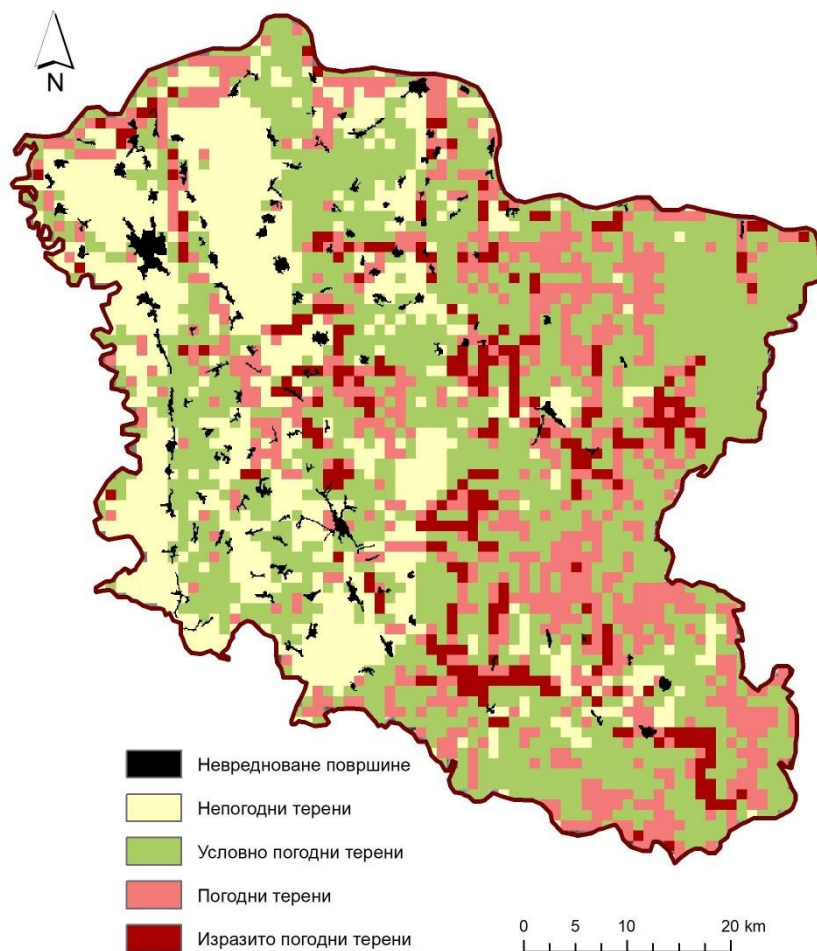 N
Невредноване површине
Непогодни терени
Условно погодни терени
Погодни терени
Изразито погодни терени
0 5 10 20 km